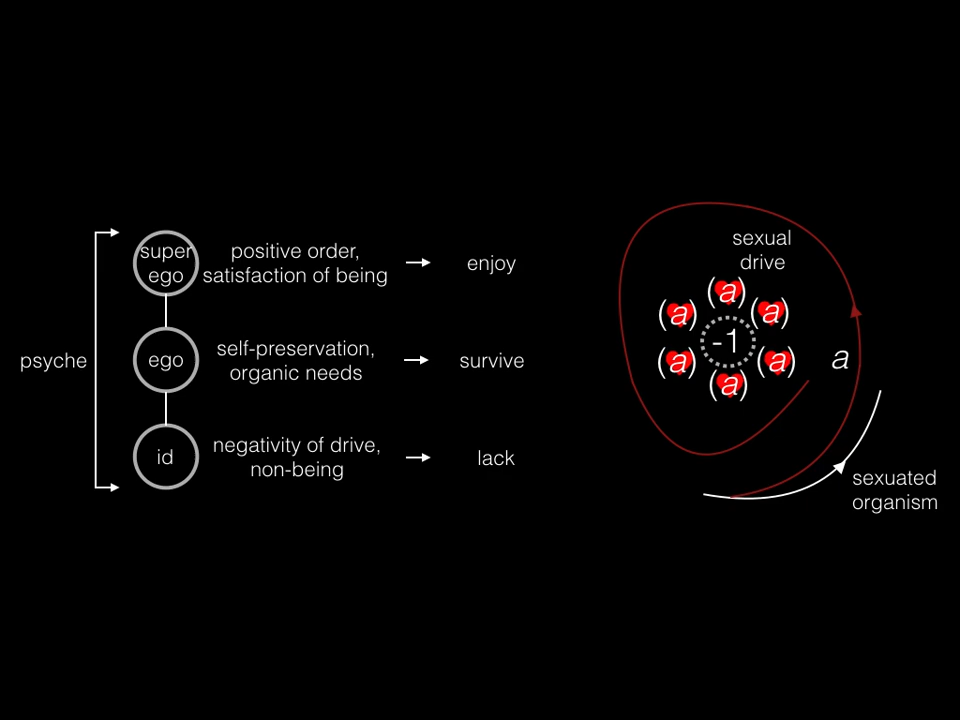 super
ego
positive order,
satisfaction of being
enjoy
psyche
ego
self-preservation,
organic needs
survive
id
negativity of drive,
non-being
lack
sexual
drive
(a)
(a)
(a)
-1
(a)
(a)
(a)
a
sexuated
organism